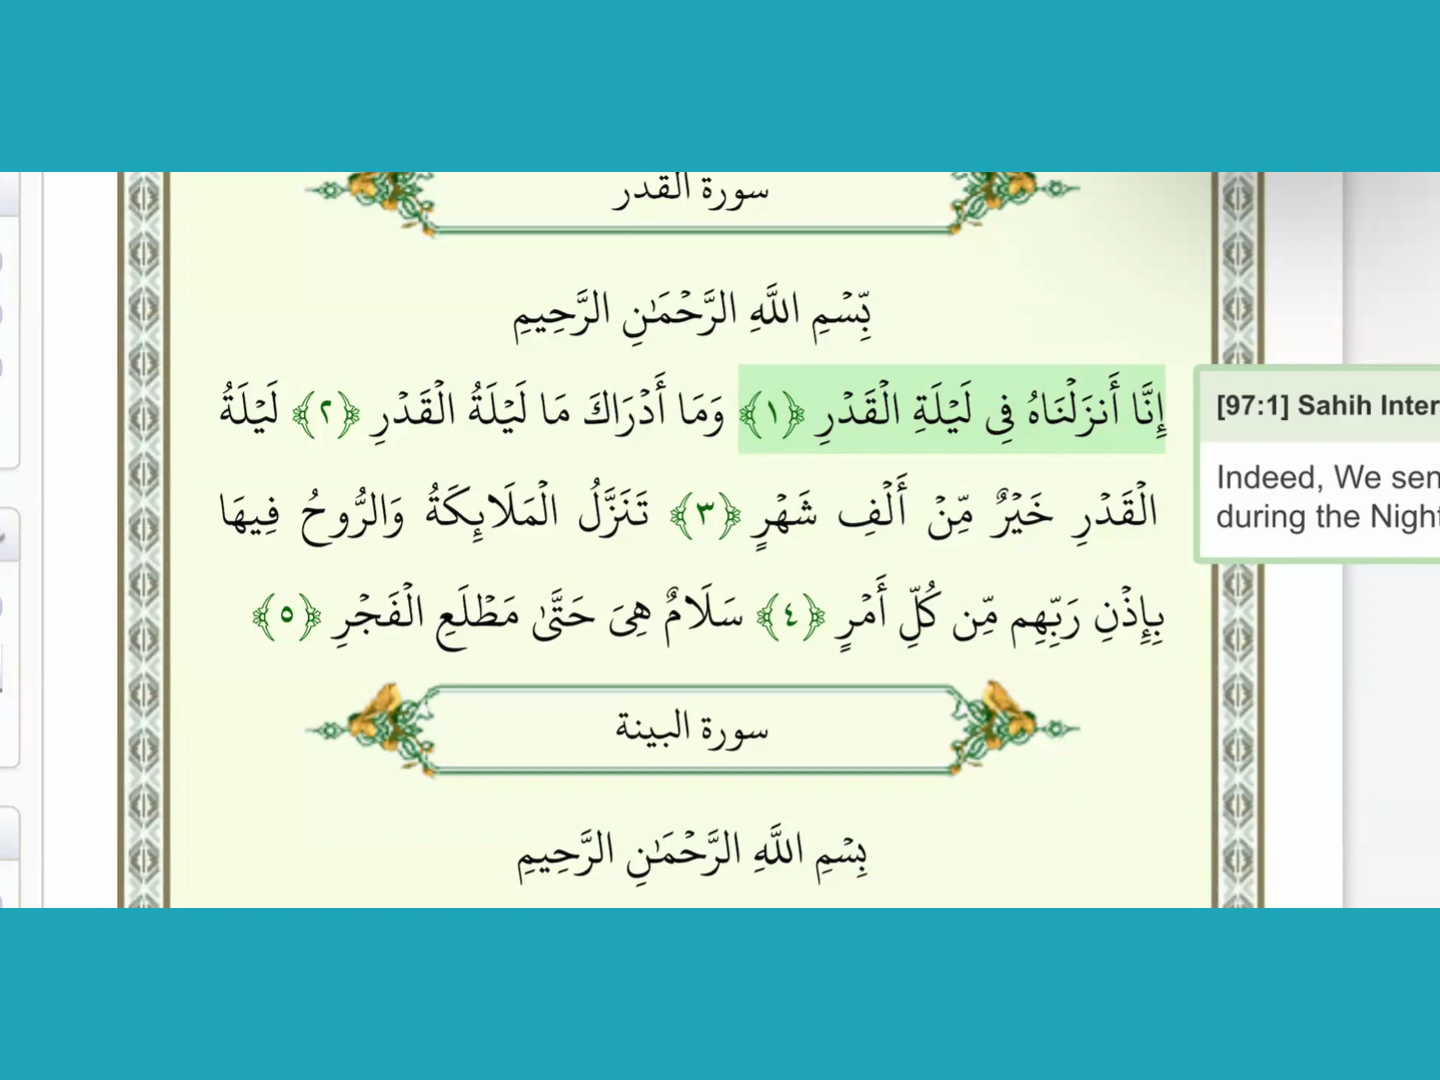 سورة القدر
بِّسْمِ اللَّهِ الرَّحْمَٰنِ الرَّحِيمِ
إِنَّا أَنزَلْنَاهُ فِي لَيْلَةِ الْقَدْرِ ﴿١﴾ وَمَا أَدْرَاكَ مَا لَيْلَةُ الْقَدْرِ ﴿٢﴾ لَيْلَةُ
الْقَدْرِ خَيْرٌ مِّنْ أَلْفِ شَهْرٍ ﴿٣﴾ تَنَزَّلُ الْمَلَائِكَةُ وَالرُّوحُ فِيهَا
بِإِذْنِ رَبِّهِم مِّن كُلِّ أَمْرٍ ﴿٤﴾ سَلَامٌ هِيَ حَتَّىٰ مَطْلَعِ الْفَجْرِ ﴿٥﴾
[97:1] Sahih Inter
Indeed, We sen
during the Night
سورة البينة
بِسْمِ اللَّهِ الرَّحْمَٰنِ الرَّحِيمِ